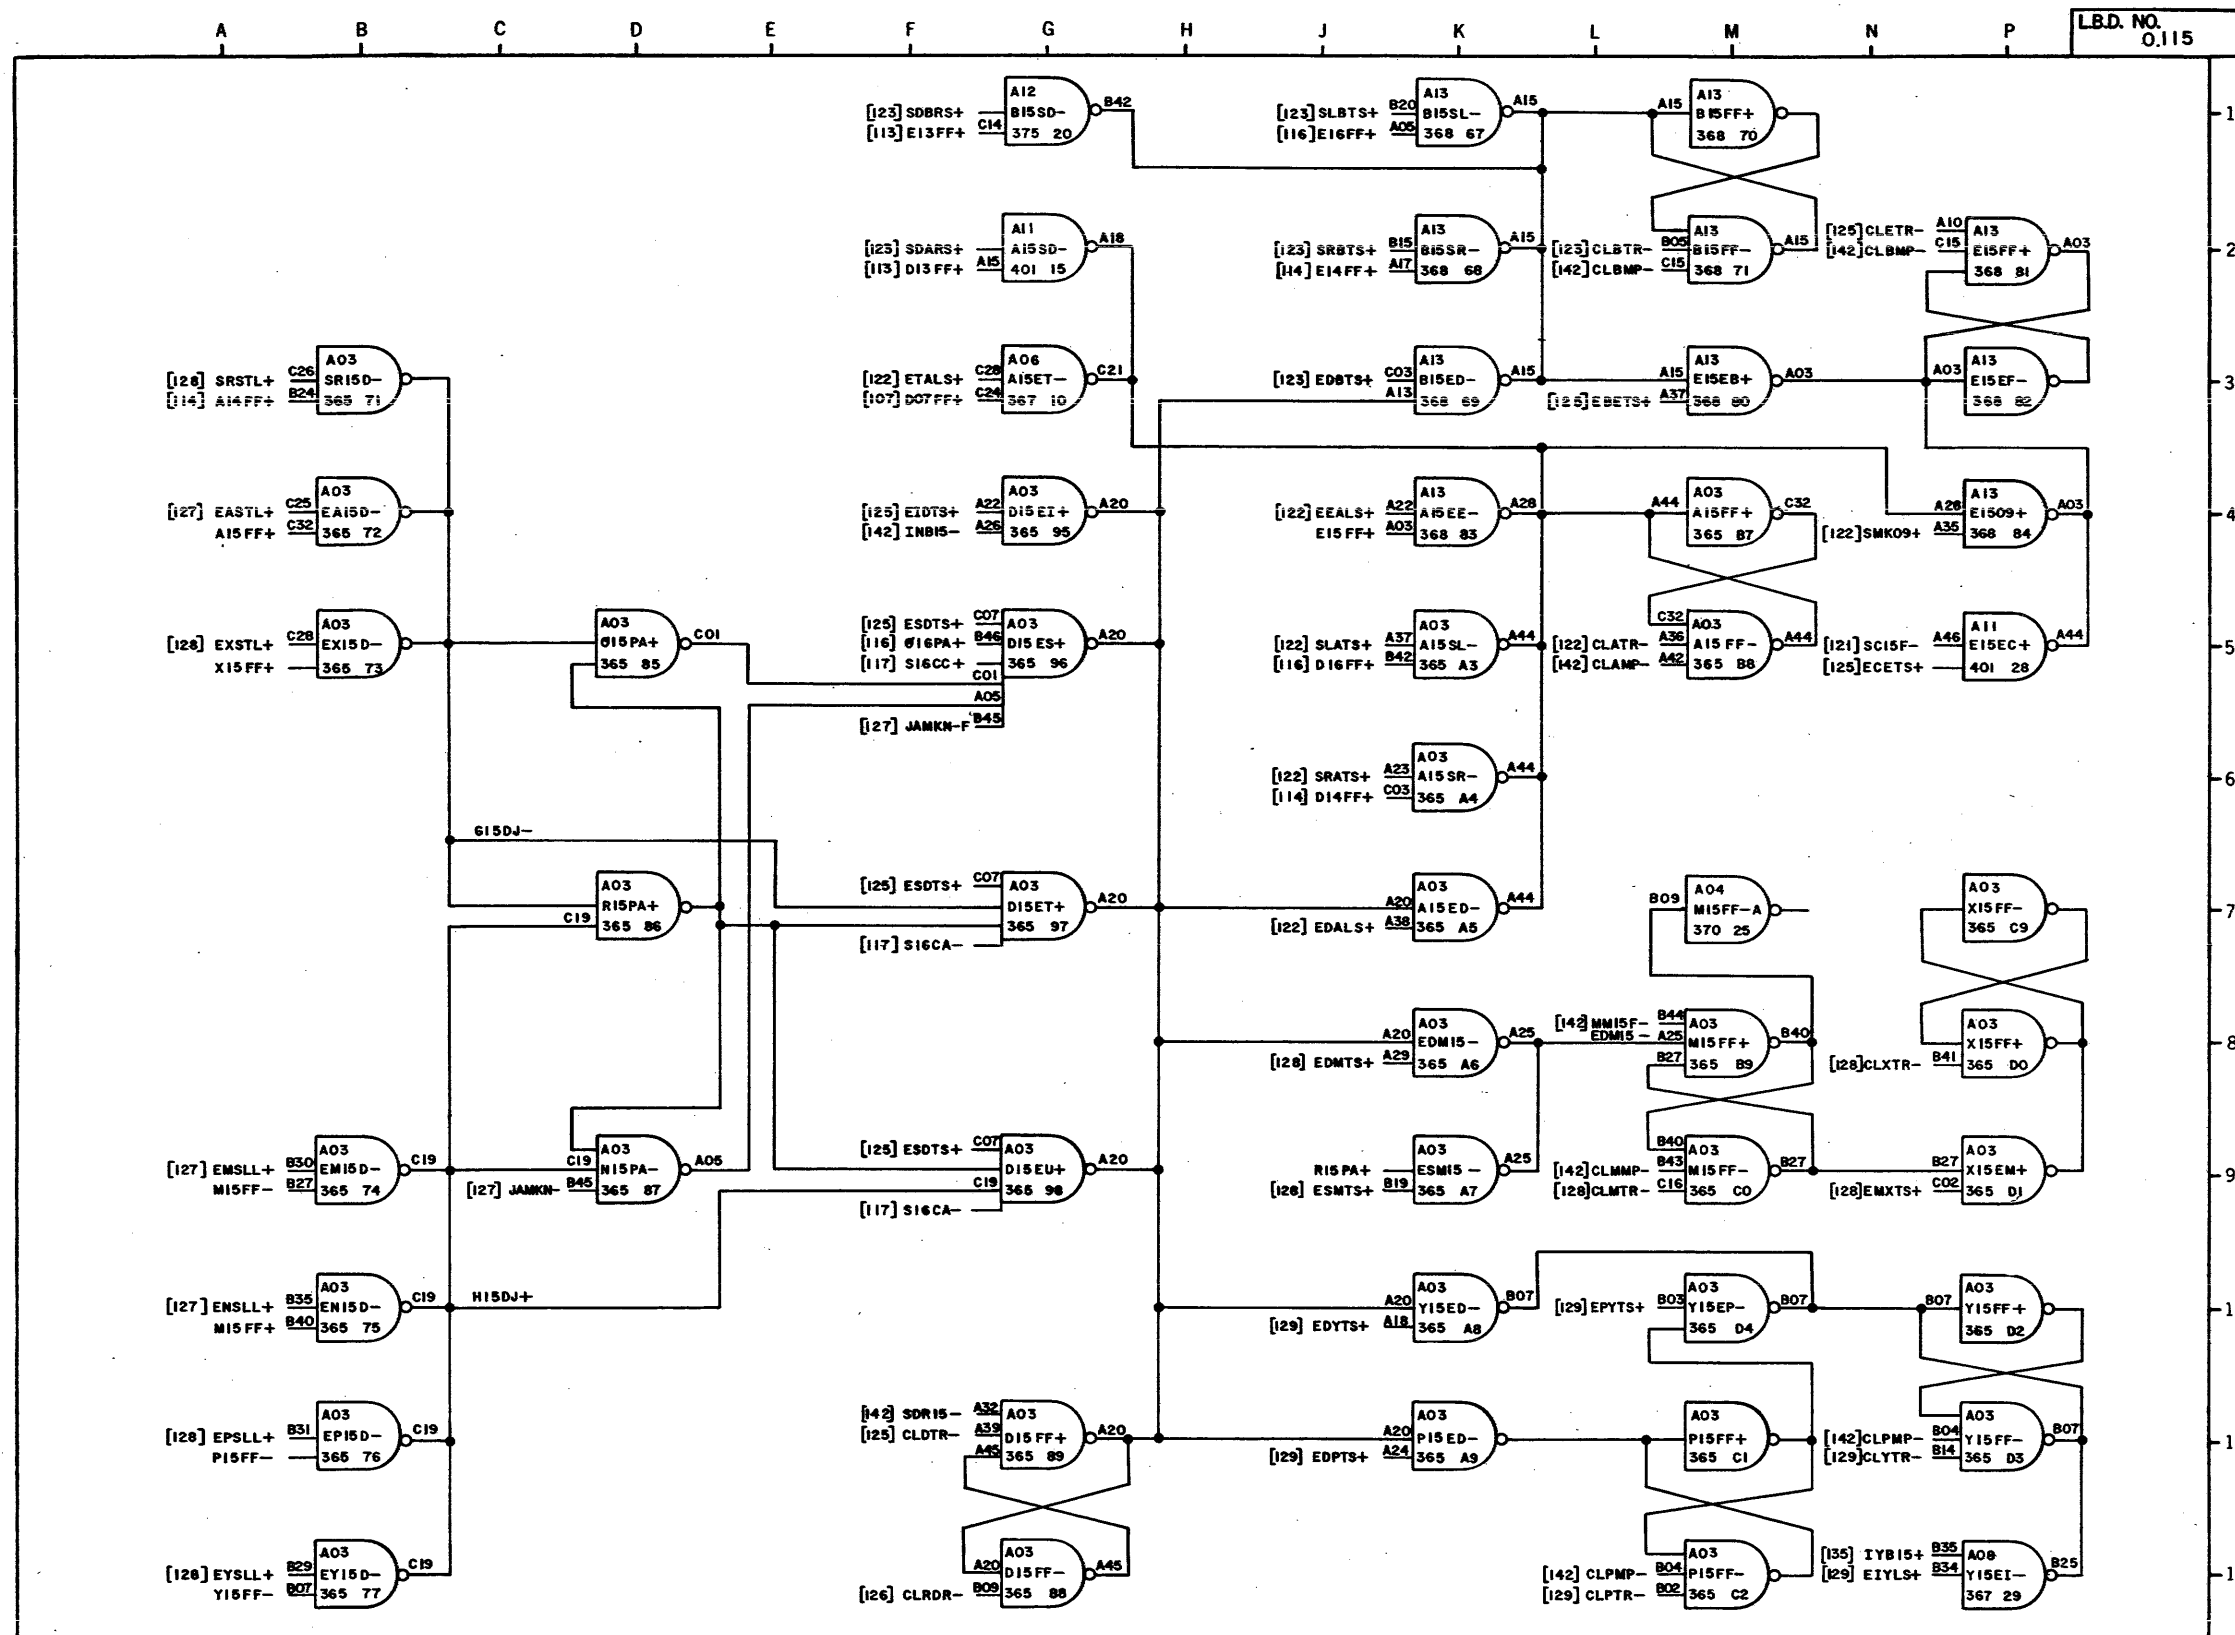 A B C D E F G H J K L M N P
L.B.D. NO.
0.115
[123] SDBRS+
[113] E13FF+ C14
A12
B15SD-
375 20
B42
[123] SLBTS+ B20
[116] E16FF+ A05
A13
B15SL-
368 67
A15
A15
A13
B15FF+
368 70
1
[123] SDARS+
[113] D13FF+ A15
A11
A15SD-
401 15
A18
[123] SRBTS+ B15
[114] E14FF+ A17
A13
B15SR-
368 68
A15
[123] CLBTR- B05
[142] CLBMP- C15
A13
B15FF-
368 71
A15
[125] CLETR- A10
[142] CLBMP- C15
A13
E15FF+
368 81
A03
2
[128] SRSTL+ C26
[114] A14FF+ B24
A03
SR15D-
365 71
[122] ETALS+ C28
[107] D07FF+ C24
A06
A15ET-
367 10
C21
[123] EDBTS+ C03
A13
A13
B15ED-
368 69
A15
A15
[125] EBETS+ A37
A13
E15EB+
368 80
A03
A03
A13
E15EF-
368 82
3
[127] EASTL+ C25
A15FF+ C32
A03
EA15D-
365 72
[125] EIDTS+ A22
[142] INB15- A26
A03
D15EI+
365 95
A20
[122] EEALS+ A22
E15FF+ A03
A13
A15EE-
368 83
A28
A44
A03
A15FF+
365 B7
C32
A28
[122] SMK09+ A35
A13
E1509+
368 84
A03
4
[128] EXSTL+ C28
X15FF+
A03
EX15D-
365 73
A03
Ø15PA+
365 85
C01
[125] ESDTS+ C07
[116] Ø16PA+ B46
[117] S16CC+
C01
A05
[127] JAMKN-F B45
A03
D15ES+
365 96
A20
[122] SLATS+ A37
[116] D16FF+ B42
A03
A15SL-
365 A3
A44
C32
[122] CLATR- A36
[142] CLAMP- A42
A03
A15FF-
365 B8
A44
[121] SC15F- A46
[125] ECETS+
A11
E15EC+
401 28
A44
5
[122] SRATS+ A23
[114] D14FF+ C03
A03
A15SR-
365 A4
A44
6
G15DJ-
C19
A03
R15PA+
365 86
[125] ESDTS+ C07
[117] S16CA-
A03
D15ET+
365 97
A20
A20
[122] EDALS+ A38
A03
A15ED-
365 A5
A44
B09
A04
M15FF-A
370 25
A03
X15FF-
365 C9
7
A20
[128] EDMTS+ A29
A03
EDM15-
365 A6
A25
[142] MM15F- B44
EDM15- A25
B27
A03
M15FF+
365 B9
B40
[128] CLXTR- B41
A03
X15FF+
365 D0
8
[127] EMSLL+ B30
M15FF- B27
A03
EM15D-
365 74
C19
C19
[127] JAMKN- B45
A03
N15PA-
365 87
A05
[125] ESDTS+ C07
C19
[117] S16CA-
A03
D15EU+
365 98
A20
R15PA+
[128] ESMTS+ B19
A03
ESM15-
365 A7
A25
B40
[142] CLMMP- B43
[128] CLMTR- C16
A03
M15FF-
365 C0
B27
B27
[128] EMXTS+ C02
A03
X15EM+
365 D1
9
[127] ENSLL+ B35
M15FF+ B40
A03
EN15D-
365 75
C19
H15DJ+
A20
[129] EDYTS+ A18
A03
Y15ED-
365 A8
B07
[129] EPYTS+ B03
A03
Y15EP-
365 D4
B07
B07
A03
Y15FF+
365 D2
1
[128] EPSLL+ B31
P15FF-
A03
EP15D-
365 76
C19
[142] SDR15- A32
[125] CLDTR- A39
A45
A03
D15FF+
365 89
A20
A20
[129] EDPTS+ A24
A03
P15ED-
365 A9
A03
P15FF+
365 C1
[142] CLPMP- B04
[129] CLYTR- B14
A03
Y15FF-
365 D3
B07
1
[128] EYSLL+ B29
Y15FF- B07
A03
EY15D-
365 77
C19
A20
[126] CLRDR- B09
A03
D15FF-
365 88
A45
[142] CLPMP- B04
[129] CLPTR- B02
A03
P15FF-
365 C2
[135] IYB15+ B35
[129] EIYLS+ B34
A08
Y15EI-
367 29
B25
1